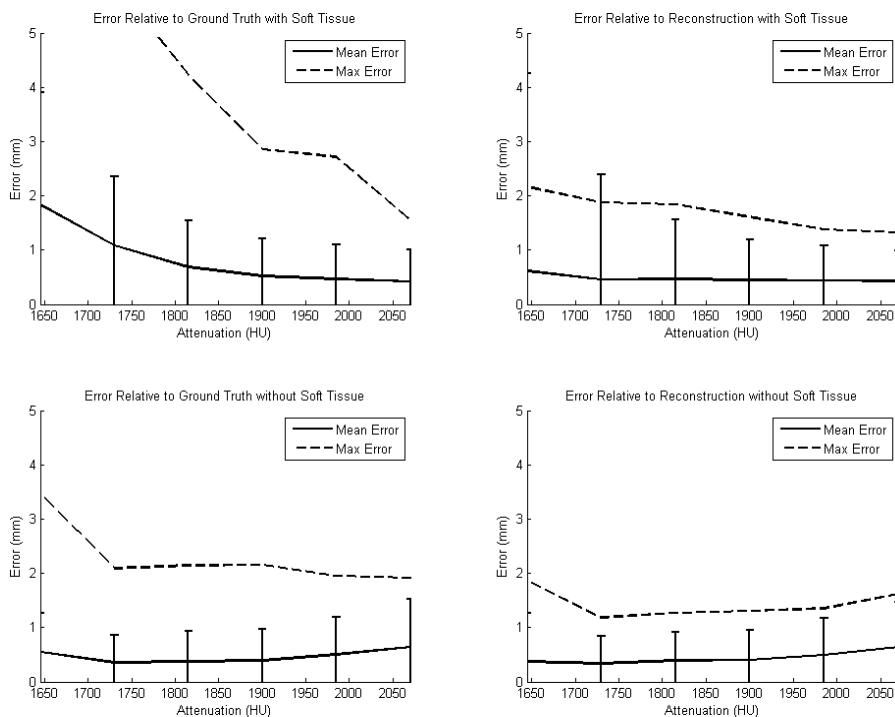 Error Relative to Ground Truth with Soft Tissue
5
4
3
2
1
0
Error (mm)
Mean Error
Max Error
1650 1700 1750 1800 1850 1900 1950 2000 2050
Attenuation (HU)
Error Relative to Reconstruction with Soft Tissue
5
4
3
2
1
0
Error (mm)
Mean Error
Max Error
1650 1700 1750 1800 1850 1900 1950 2000 2050
Attenuation (HU)
Error Relative to Ground Truth without Soft Tissue
5
4
3
2
1
0
Error (mm)
Mean Error
Max Error
1650 1700 1750 1800 1850 1900 1950 2000 2050
Attenuation (HU)
Error Relative to Reconstruction without Soft Tissue
5
4
3
2
1
0
Error (mm)
Mean Error
Max Error
1650 1700 1750 1800 1850 1900 1950 2000 2050
Attenuation (HU)